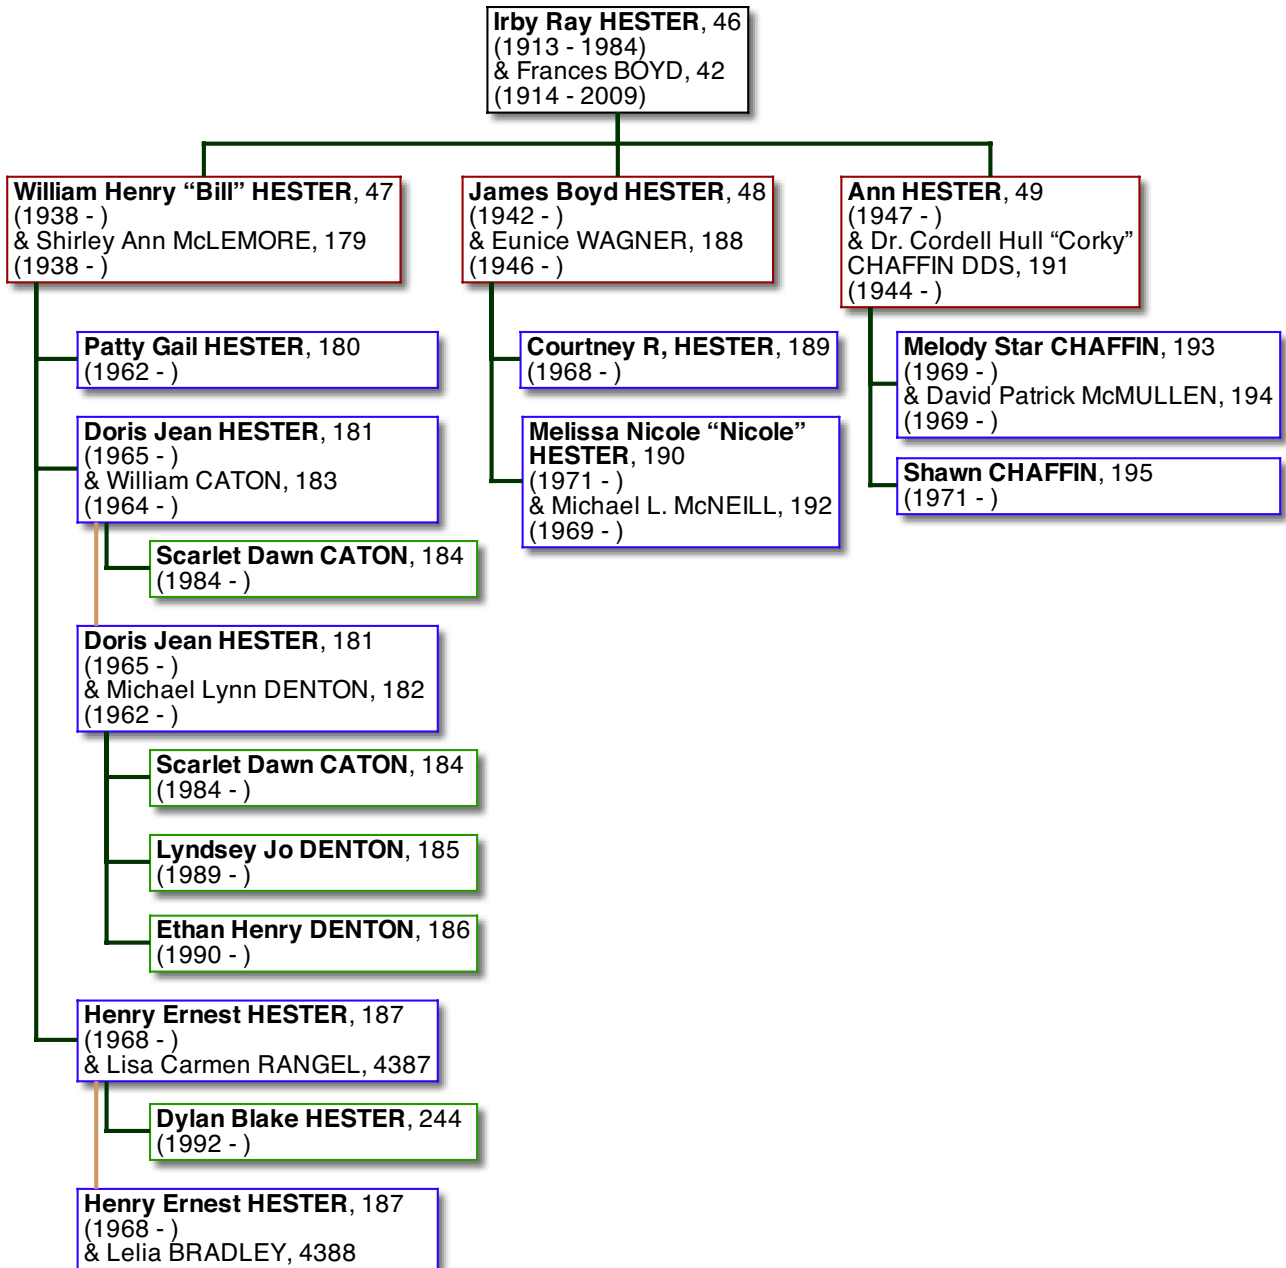 Irby Ray HESTER, 46
(1913 - 1984)
& Frances BOYD, 42
(1914 - 2009)
William Henry “Bill” HESTER, 47
(1938 - )
& Shirley Ann McLEMORE, 179
(1938 - )
James Boyd HESTER, 48
(1942 - )
& Eunice WAGNER, 188
(1946 - )
Ann HESTER, 49
(1947 - )
& Dr. Cordell Hull “Corky”
CHAFFIN DDS, 191
(1944 - )
Patty Gail HESTER, 180
(1962 - )
Doris Jean HESTER, 181
(1965 - )
& William CATON, 183
(1964 - )
Scarlet Dawn CATON, 184
(1984 - )
Doris Jean HESTER, 181
(1965 - )
& Michael Lynn DENTON, 182
(1962 - )
Scarlet Dawn CATON, 184
(1984 - )
Lyndsey Jo DENTON, 185
(1989 - )
Ethan Henry DENTON, 186
(1990 - )
Henry Ernest HESTER, 187
(1968 - )
& Lisa Carmen RANGEL, 4387
Dylan Blake HESTER, 244
(1992 - )
Henry Ernest HESTER, 187
(1968 - )
& Lelia BRADLEY, 4388
Courtney R, HESTER, 189
(1968 - )
Melissa Nicole “Nicole”
HESTER, 190
(1971 - )
& Michael L. McNEILL, 192
(1969 - )
Melody Star CHAFFIN, 193
(1969 - )
& David Patrick McMULLEN, 194
(1969 - )
Shawn CHAFFIN, 195
(1971 - )